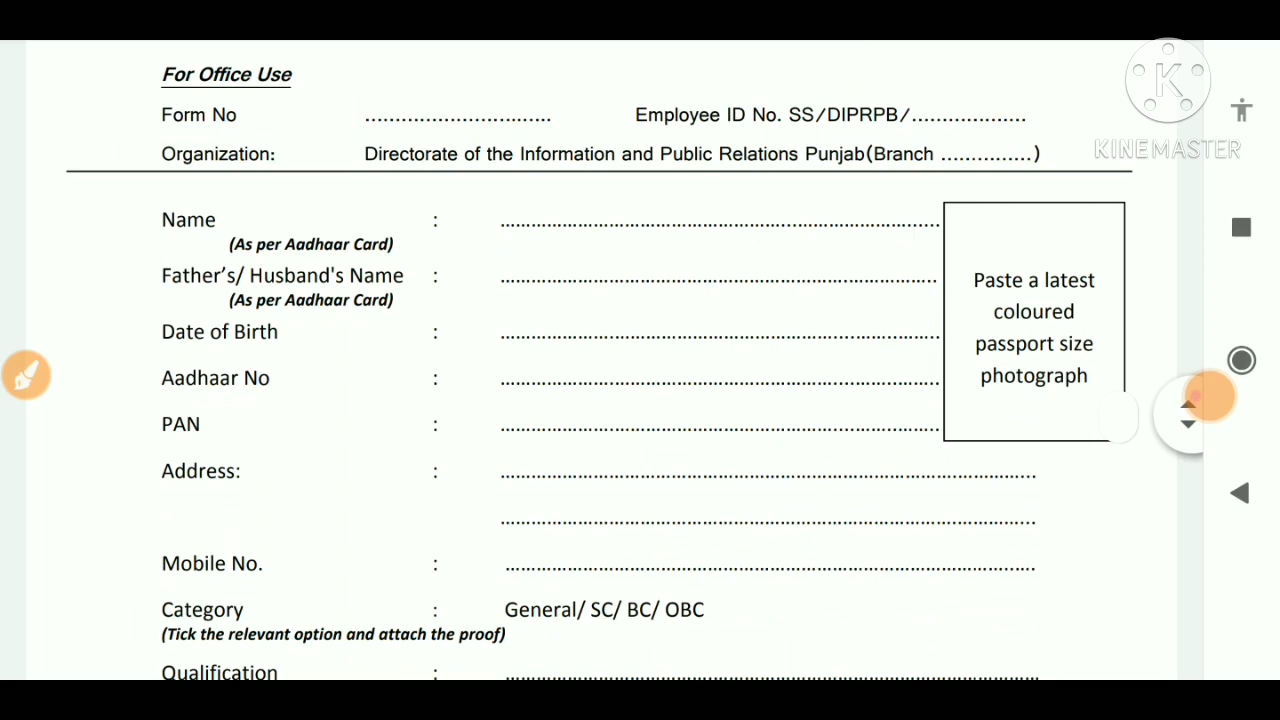 For Office Use
Form No ............................... Employee ID No. SS/DIPRPB/...................
Organization: Directorate of the Information and Public Relations Punjab(Branch ...............)
KINEMASTER
Name : ................................................................................
(As per Aadhaar Card)
Father's/ Husband's Name : ................................................................................
(As per Aadhaar Card)
Date of Birth : ................................................................................
Aadhaar No : ................................................................................
PAN : ................................................................................
Paste a latest
coloured
passport size
photograph
Address: : ................................................................................
................................................................................
Mobile No. : ................................................................................
Category : General/ SC/ BC/ OBC
(Tick the relevant option and attach the proof)
Qualification : ................................................................................